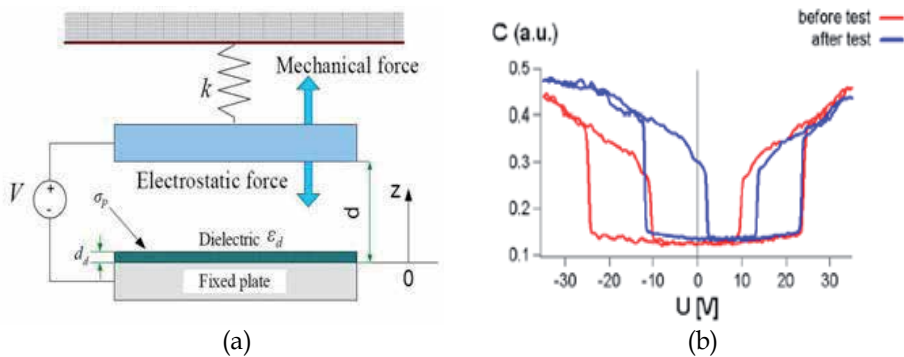 Mechanical force
k
Electrostatic force
V
+
-
σp
d
z
Dielectric εd
dd
Fixed plate
0
(a)
before test
after test
C (a.u.)
0.5
0.4
0.3
0.2
0.1
-30 -20 -10 0 10 20 30
U [V]
(b)